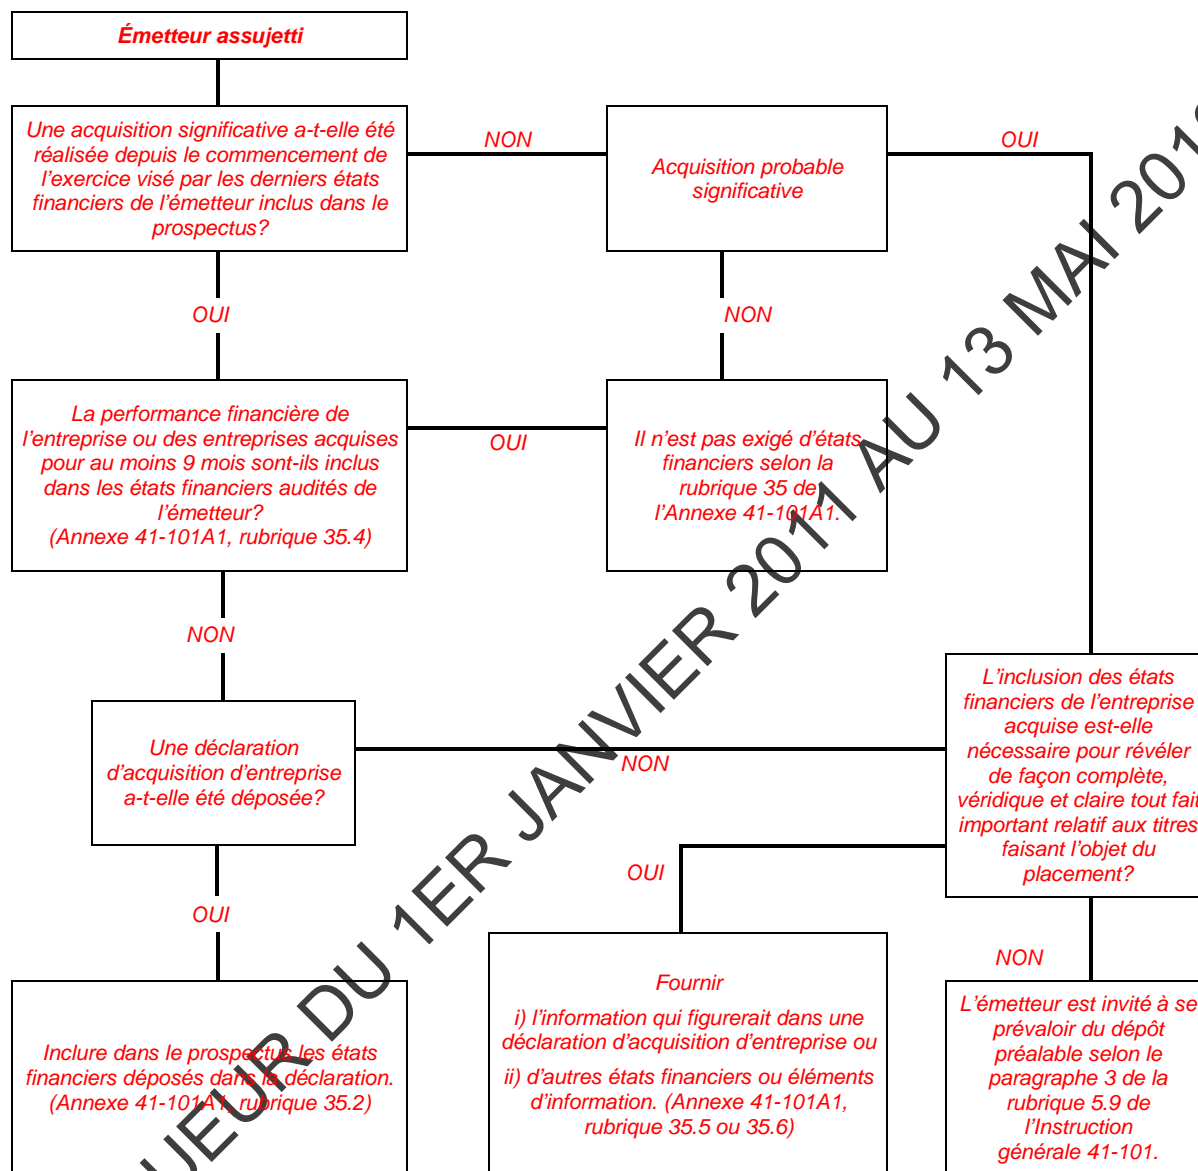 Émetteur assujetti
Une acquisition significative a-t-elle été
réalisée depuis le commencement de
l'exercice visé par les derniers états
financiers de l'émetteur inclus dans le
prospectus?
NON
Acquisition probable
significative
OUI
OUI
NON
La performance financière de
l'entreprise ou des entreprises acquises
pour au moins 9 mois sont-ils inclus
dans les états financiers audités de
l'émetteur?
(Annexe 41-101A1, rubrique 35.4)
OUI
Il n'est pas exigé d'états
financiers selon la
rubrique 35 de
l'Annexe 41-101A1.
NON
Une déclaration
d'acquisition d'entreprise
a-t-elle été déposée?
NON
L'inclusion des états
financiers de l'entreprise
acquise est-elle
nécessaire pour révéler
de façon complète,
véridique et claire tout fait
important relatif aux titres
faisant l'objet du
placement?
OUI
OUI
NON
Inclure dans le prospectus les états
financiers déposés dans la déclaration.
(Annexe 41-101A1, rubrique 35.2)
Fournir
i) l'information qui figurerait dans une
déclaration d'acquisition d'entreprise ou
ii) d'autres états financiers ou éléments
d'information. (Annexe 41-101A1,
rubrique 35.5 ou 35.6)
L'émetteur est invité à se
prévaloir du dépôt
préalable selon le
paragraphe 3 de la
rubrique 5.9 de
l'Instruction
générale 41-101.
UEUR DU 1ER JANVIER 2011 AU 13 MAI 201